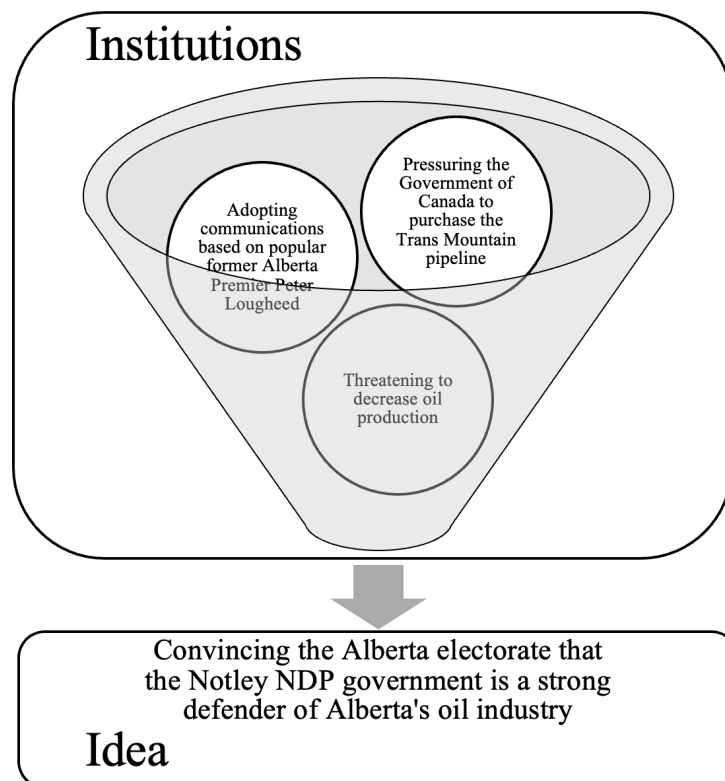 Institutions
Adopting
communications
based on popular
former Alberta
Premier Peter
Lougheed
Pressuring the
Government of
Canada to
purchase the
Trans Mountain
pipeline
Threatening to
decrease oil
production
Convincing the Alberta electorate that
the Notley NDP government is a strong
defender of Alberta's oil industry
Idea